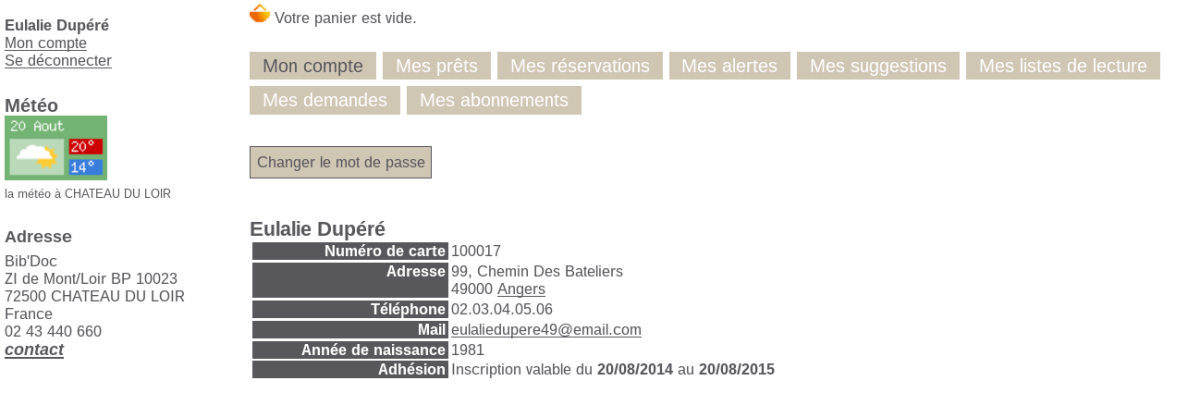 Eulalie Dupéré
Mon compte
Se déconnecter
Météo
20 Aout
20°
14°
la météo à CHATEAU DU LOIR
Adresse
Bib'Doc
ZI de Mont/Loir BP 10023
72500 CHATEAU DU LOIR
France
02 43 440 660
contact
Votre panier est vide.
Mon compte Mes prêts Mes réservations Mes alertes Mes suggestions Mes listes de lecture
Mes demandes Mes abonnements
Changer le mot de passe
Eulalie Dupéré
Numéro de carte 100017
Adresse 99, Chemin Des Bateliers
49000 Angers
Téléphone 02.03.04.05.06
Mail eulaliedupere49@email.com
Année de naissance 1981
Adhésion Inscription valable du 20/08/2014 au 20/08/2015